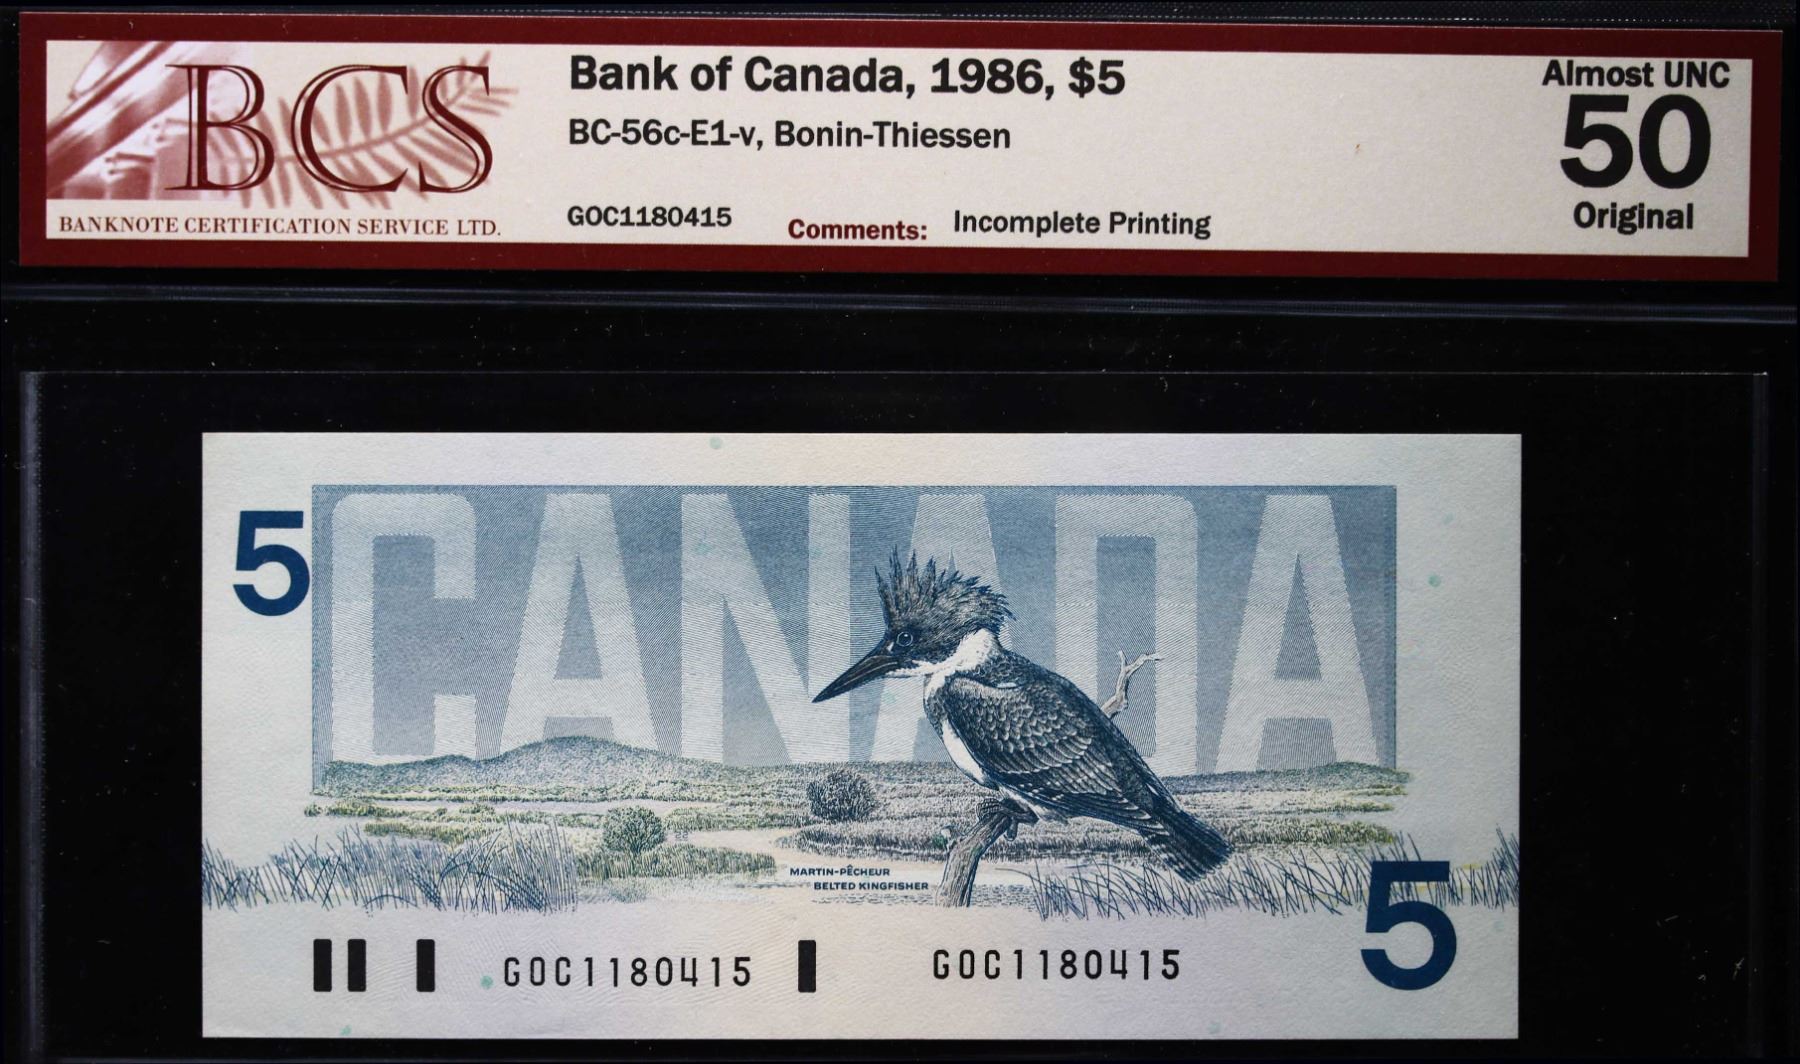 BCS
BANKNOTE CERTIFICATION SERVICE LTD.
Bank of Canada, 1986, $5
BC-56c-E1-v, Bonin-Thiessen
GOC1180415 Comments: Incomplete Printing
Almost UNC
50
Original
5
CANADA
MARTIN-PÊCHEUR
BELTED KINGFISHER
5
GOC1180415 GOC1180415